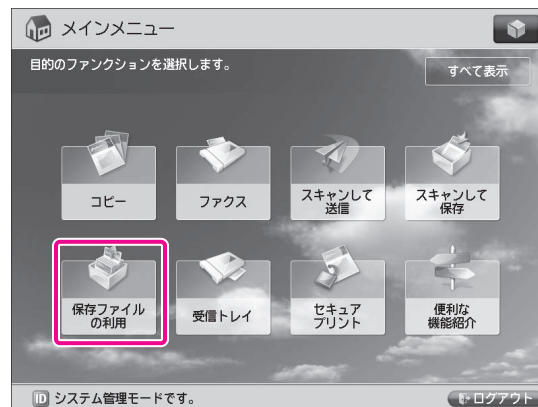 メインメニュー
目的のファンクションを選択します。
すべて表示
コピー
ファクス
スキャンして
送信
スキャンして
保存
保存ファイル
の利用
受信トレイ
セキュア
プリント
便利な
機能紹介
ID システム管理モードです。
ログアウト